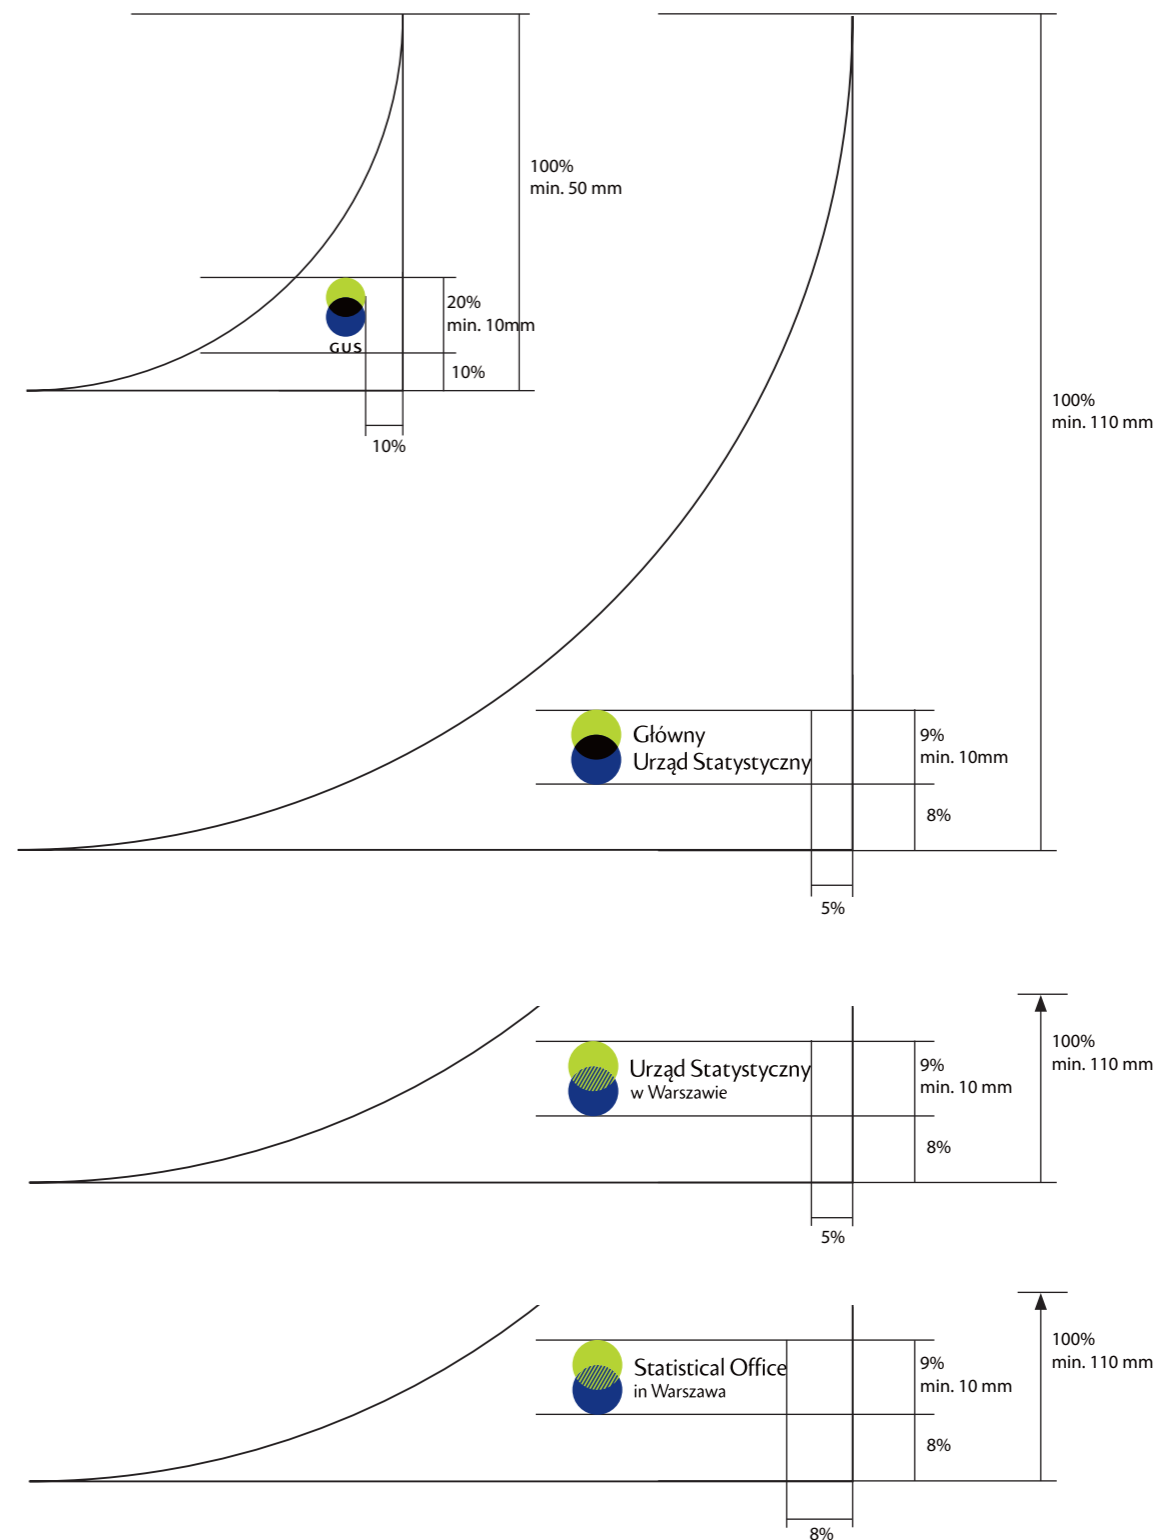 100%
min. 50 mm
20%
min. 10mm
GUS
10%
10%
100%
min. 110 mm
Główny
Urząd Statystyczny
9%
min. 10mm
8%
5%
100%
min. 110 mm
Urząd Statystyczny
w Warszawie
9%
min. 10 mm
8%
5%
100%
min. 110 mm
Statistical Office
in Warszawa
9%
min. 10 mm
8%
8%